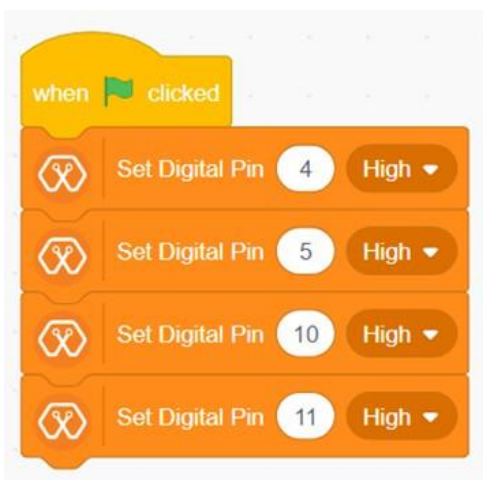 when clicked
Set Digital Pin 4 High
Set Digital Pin 5 High
Set Digital Pin 10 High
Set Digital Pin 11 High